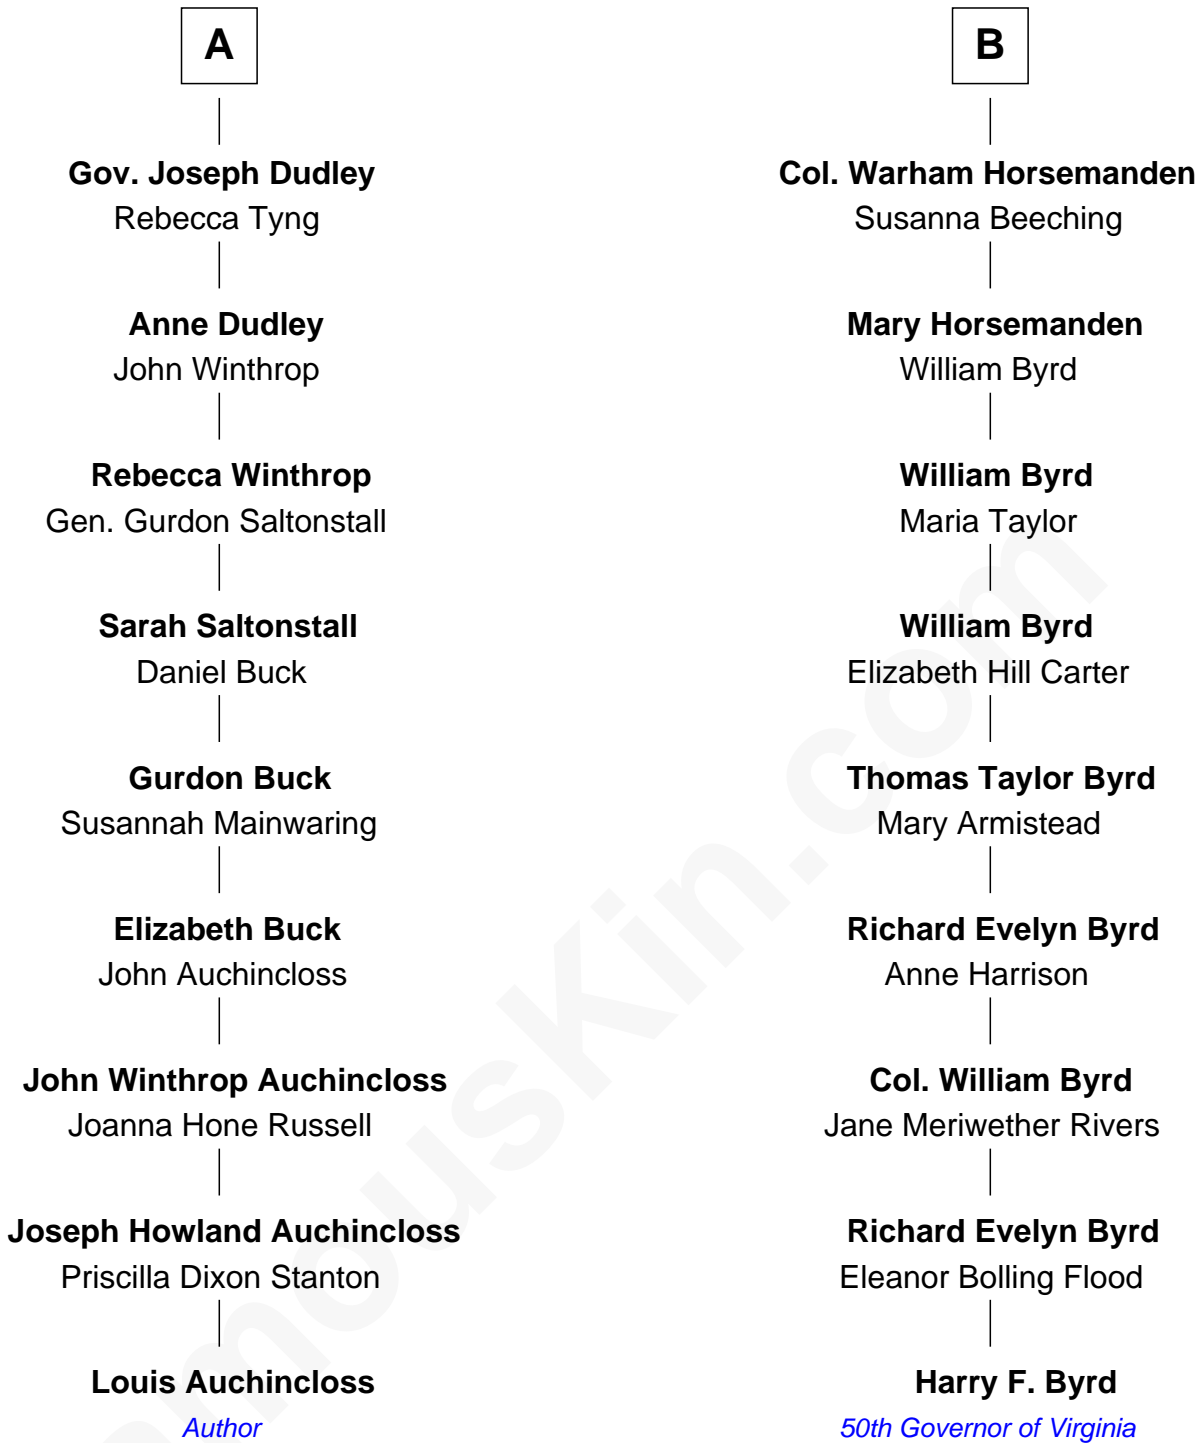 A
Gov. Joseph Dudley
Rebecca Tyng
Anne Dudley
John Winthrop
Rebecca Winthrop
Gen. Gurdon Saltonstall
Sarah Saltonstall
Daniel Buck
Gurdon Buck
Susannah Mainwaring
Elizabeth Buck
John Auchincloss
John Winthrop Auchincloss
Joanna Hone Russell
Joseph Howland Auchincloss
Priscilla Dixon Stanton
Louis Auchincloss
Author
B
Col. Warham Horsemanden
Susanna Beeching
Mary Horsemanden
William Byrd
William Byrd
Maria Taylor
William Byrd
Elizabeth Hill Carter
Thomas Taylor Byrd
Mary Armistead
Richard Evelyn Byrd
Anne Harrison
Col. William Byrd
Jane Meriwether Rivers
Richard Evelyn Byrd
Eleanor Bolling Flood
Harry F. Byrd
50th Governor of Virginia
famouskin.com